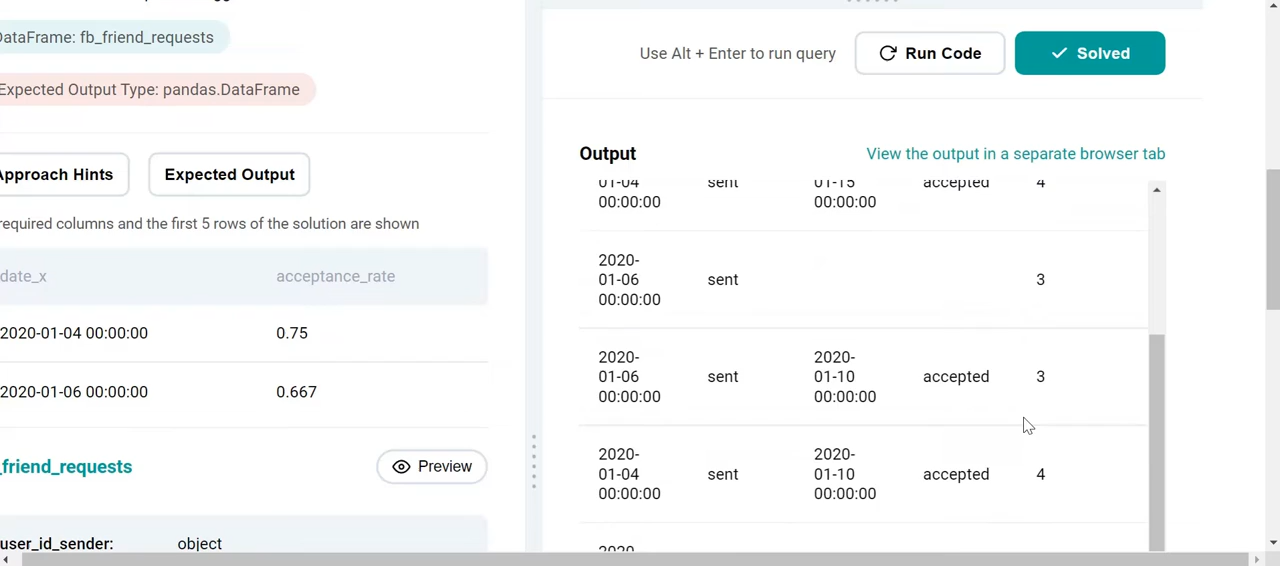 DataFrame: fb_friend_requests
Expected Output Type: pandas.DataFrame
Approach Hints
Expected Output
required columns and the first 5 rows of the solution are shown
date_x acceptance_rate
2020-01-04 00:00:00 0.75
2020-01-06 00:00:00 0.667
_friend_requests
Preview
user_id_sender: object
Use Alt + Enter to run query
Run Code
Solved
Output
View the output in a separate browser tab
01-04 sent 01-15 accepted 4
00:00:00 00:00:00
2020-
01-06 sent 3
00:00:00
2020- 2020-
01-06 sent 01-10 accepted 3
00:00:00 00:00:00
2020- 2020-
01-04 sent 01-10 accepted 4
00:00:00 00:00:00
2020-